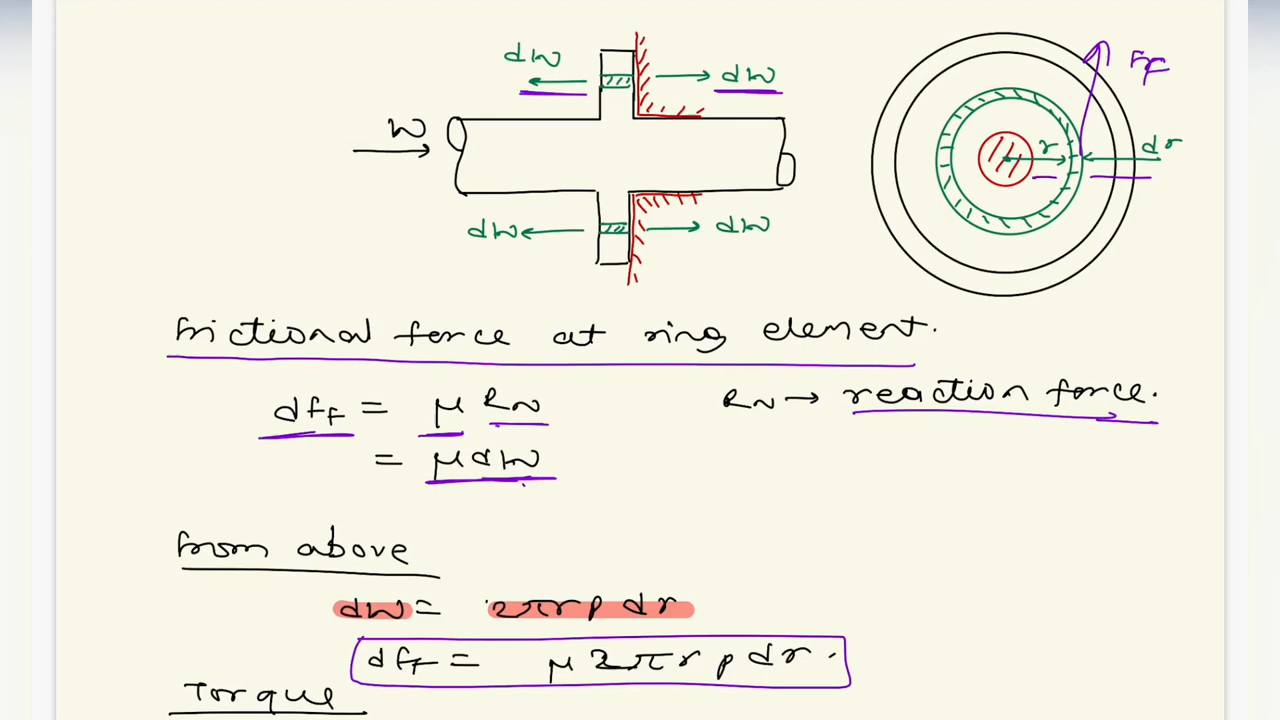 dW
dW
W
dW
dW
r
dr
Ff
Frictional force at ring element.
dFF = μ RN
RN → reaction force.
= μ dW
From above
dW = 2πr p dr
dFF = μ 2πr p dr.
Torque